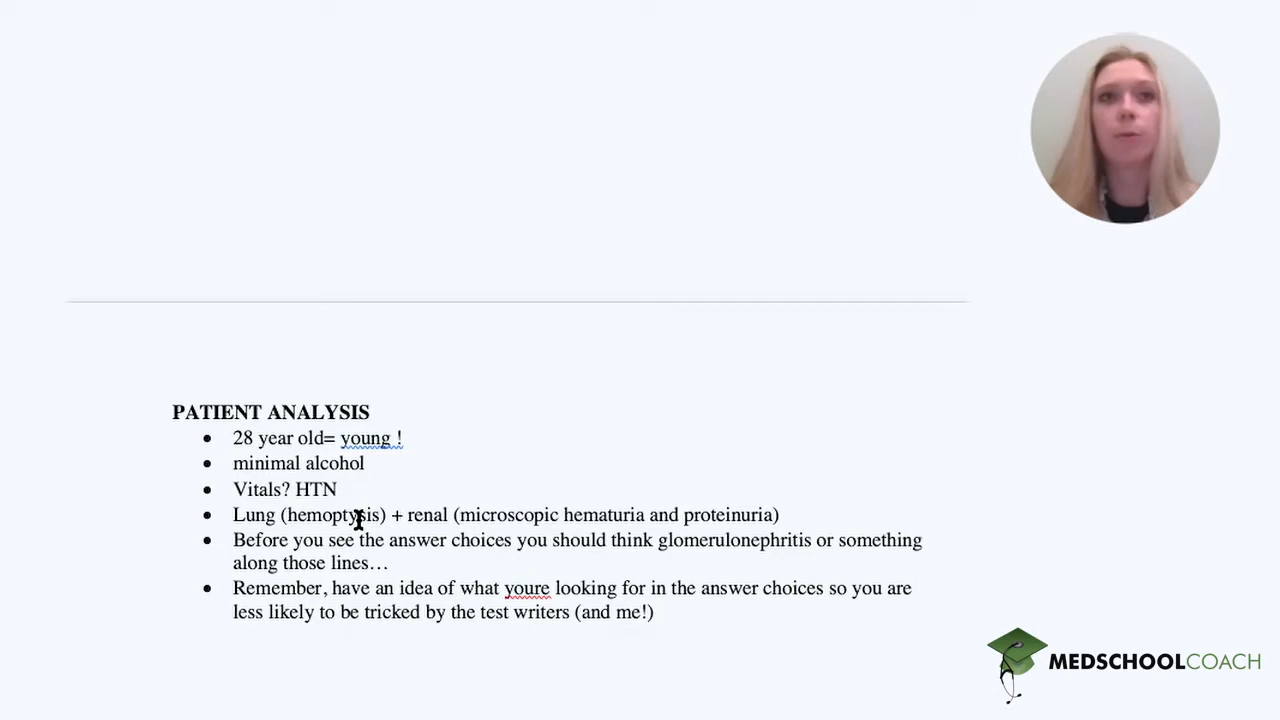 PATIENT ANALYSIS
• 28 year old= young !
• minimal alcohol
• Vitals? HTN
• Lung (hemoptysis) + renal (microscopic hematuria and proteinuria)
• Before you see the answer choices you should think glomerulonephritis or something
along those lines…
• Remember, have an idea of what youre looking for in the answer choices so you are
less likely to be tricked by the test writers (and me!)
MEDSCHOOLCOACH